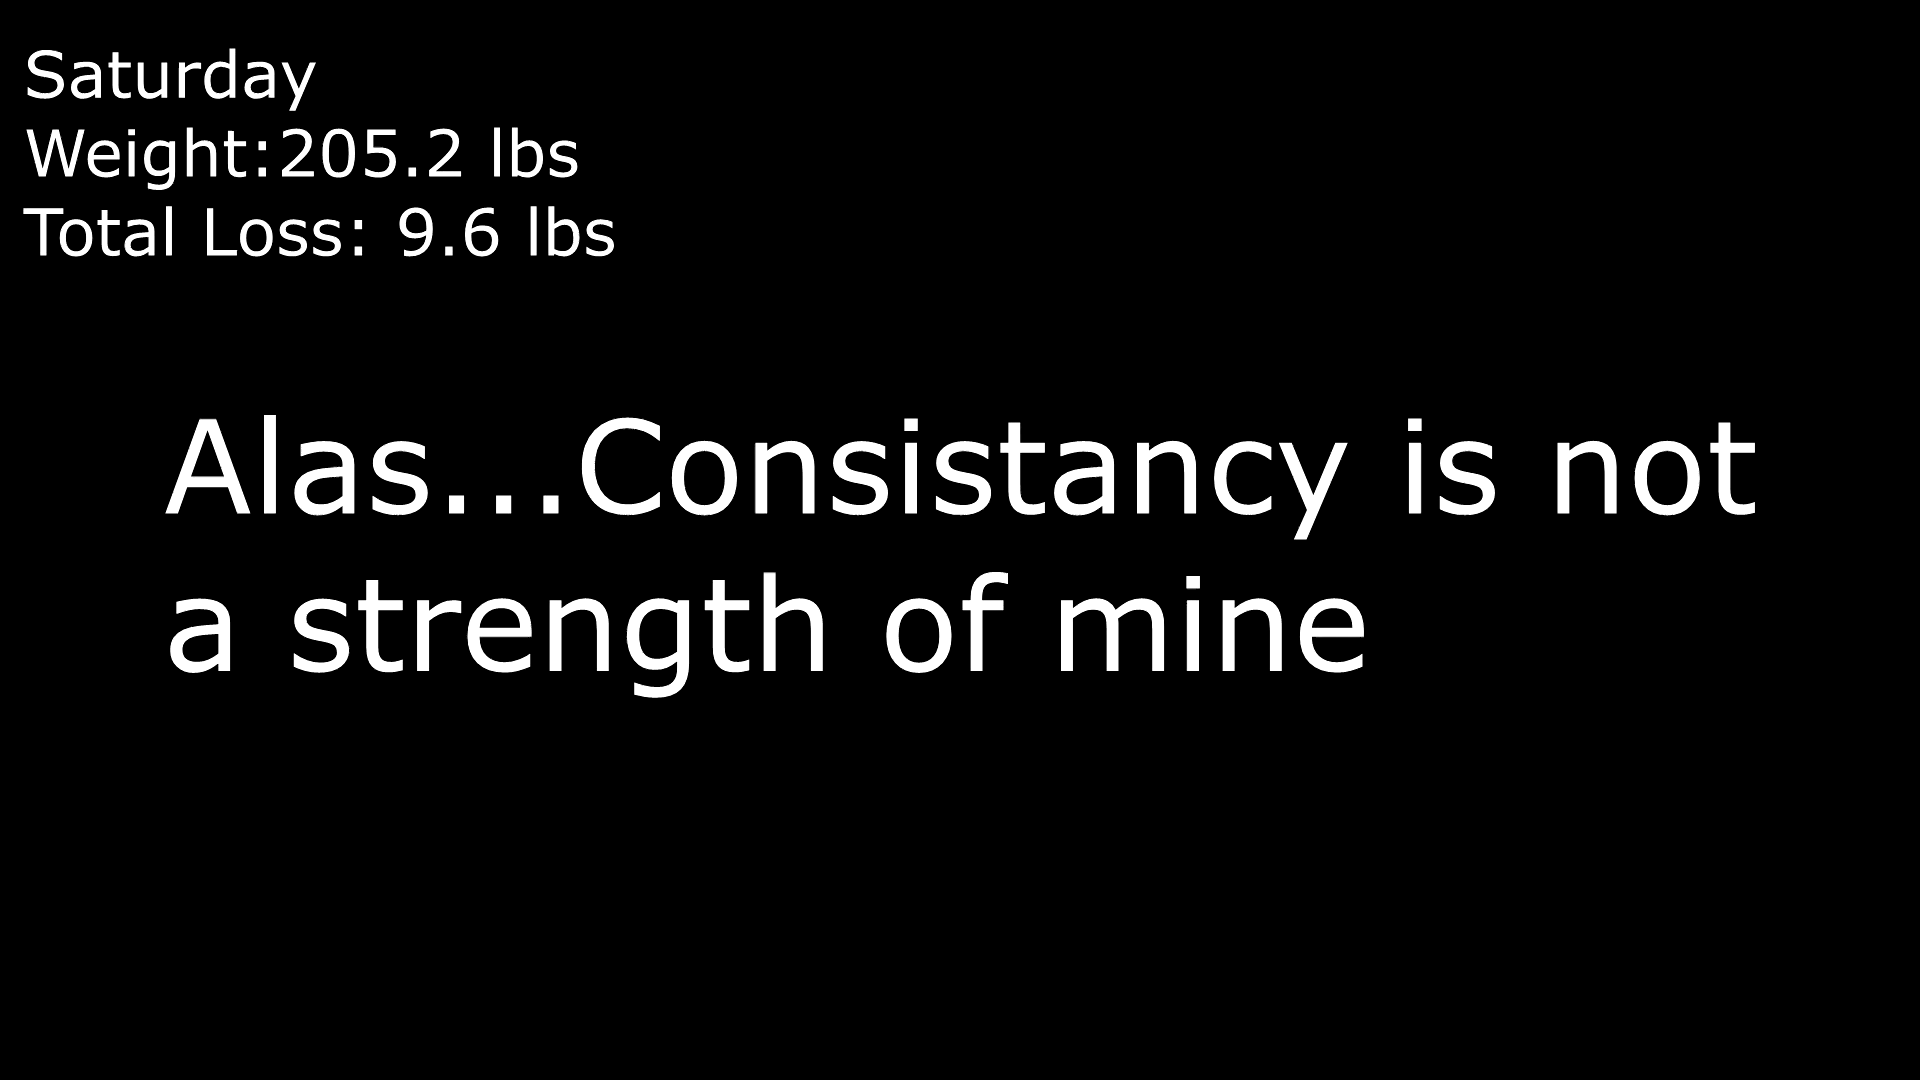 Saturday
Weight:205.2 lbs
Total Loss: 9.6 lbs
Alas...Consistancy is not
a strength of mine